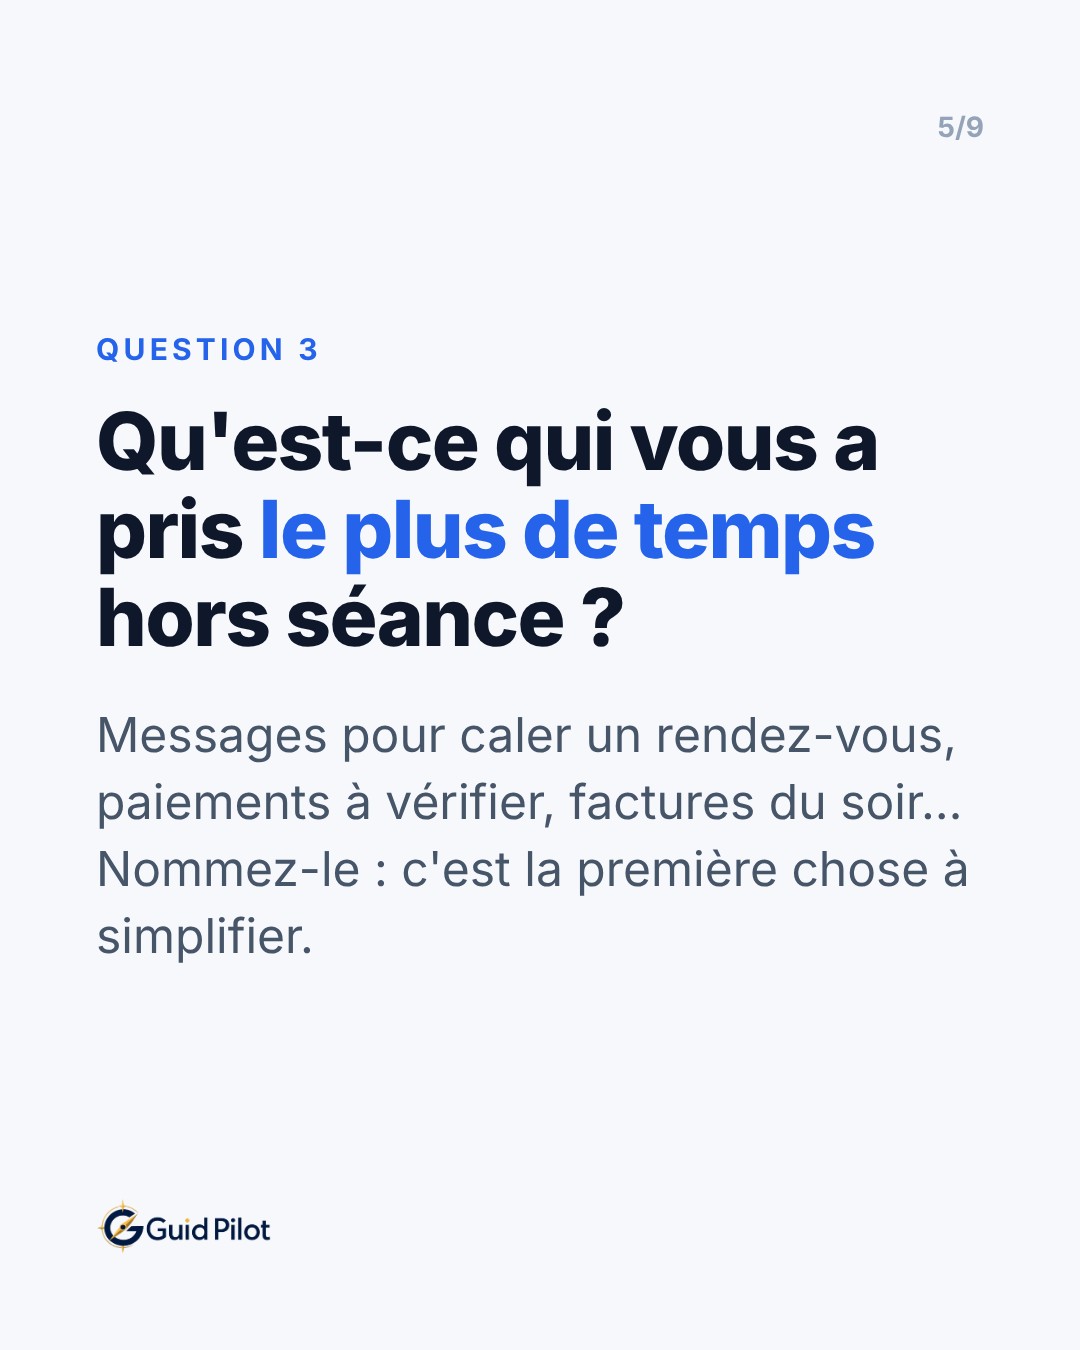 5/9
QUESTION 3
Qu'est-ce qui vous a
pris le plus de temps
hors séance ?
Messages pour caler un rendez-vous,
paiements à vérifier, factures du soir...
Nommez-le : c'est la première chose à
simplifier.
Guid Pilot